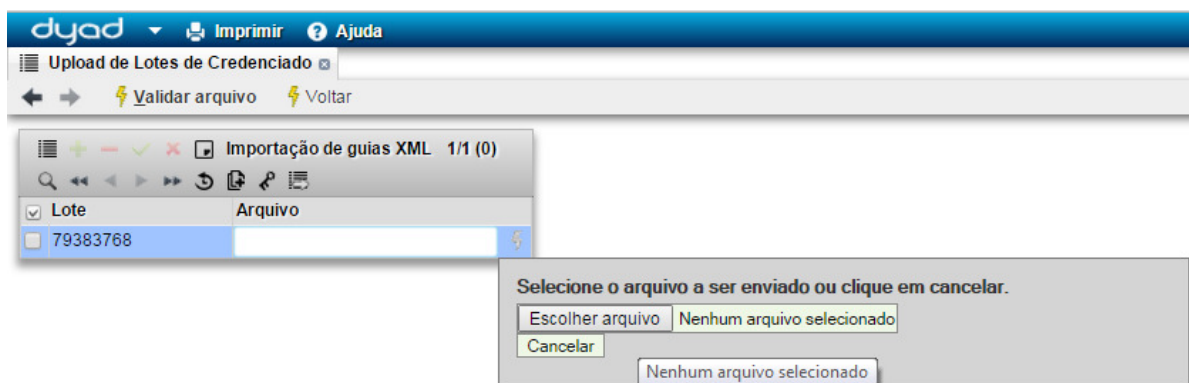 dyad Imprimir Ajuda
Upload de Lotes de Credenciado
Validar arquivo Voltar
Importação de guias XML 1/1 (0)
Lote Arquivo
79383768
Selecione o arquivo a ser enviado ou clique em cancelar.
Escolher arquivo Nenhum arquivo selecionado
Cancelar
Nenhum arquivo selecionado